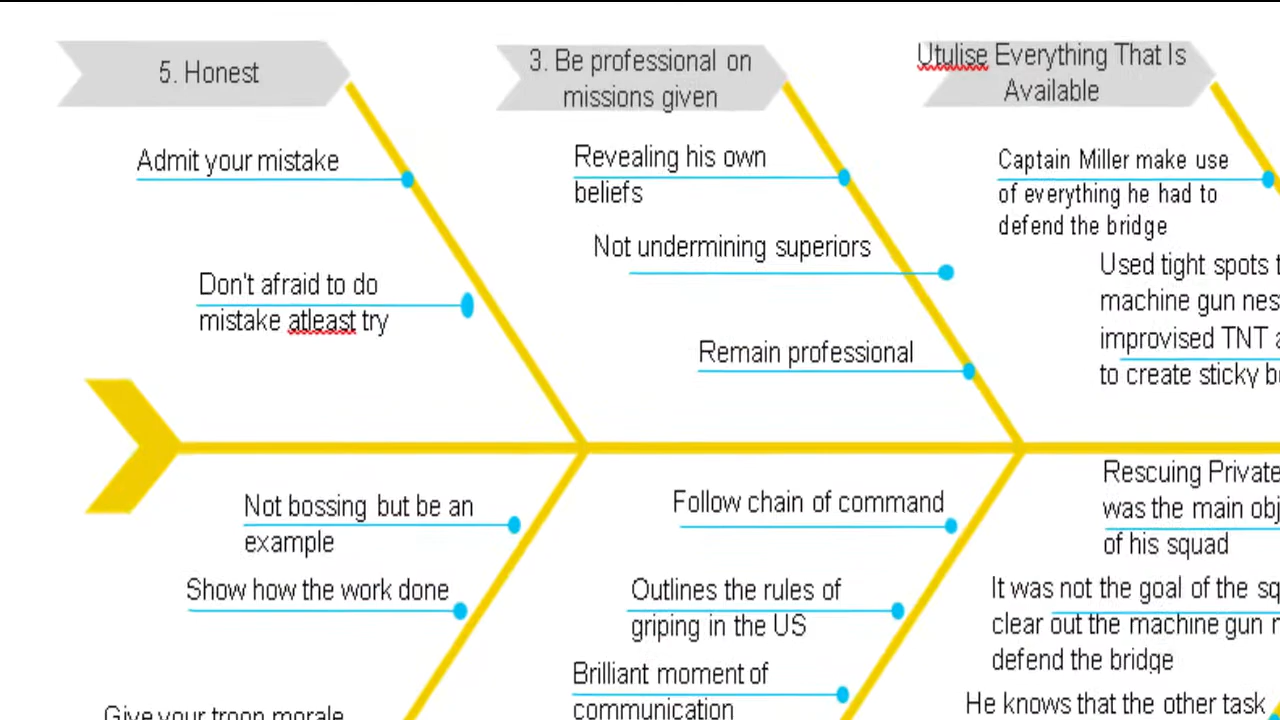 5. Honest
Admit your mistake
Don't afraid to do
mistake atleast try
3. Be professional on
missions given
Revealing his own
beliefs
Not undermining superiors
Remain professional
Utulise Everything That Is
Available
Captain Miller make use
of everything he had to
defend the bridge
Used tight spots
machine gun
improvised TNT
to create sticky
Not bossing but be an
example
Show how the work done
Give your troop morale
Follow chain of command
Outlines the rules of
griping in the US
Brilliant moment of
communication
Rescuing Private
was the main
of his squad
It was not the goal of the
clear out the machine gun
defend the bridge
He knows that the other task